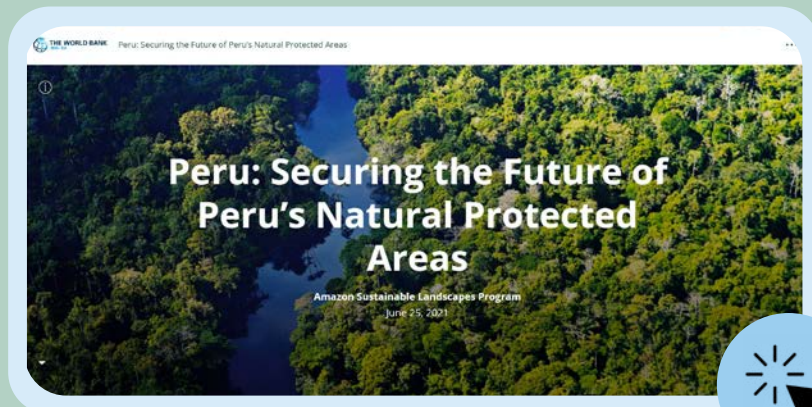 THE WORLD BANK Peru: Securing the Future of Peru's Natural Protected Areas
Peru: Securing the Future of
Peru’s Natural Protected
Areas
Amazon Sustainable Landscapes Program
June 25, 2021